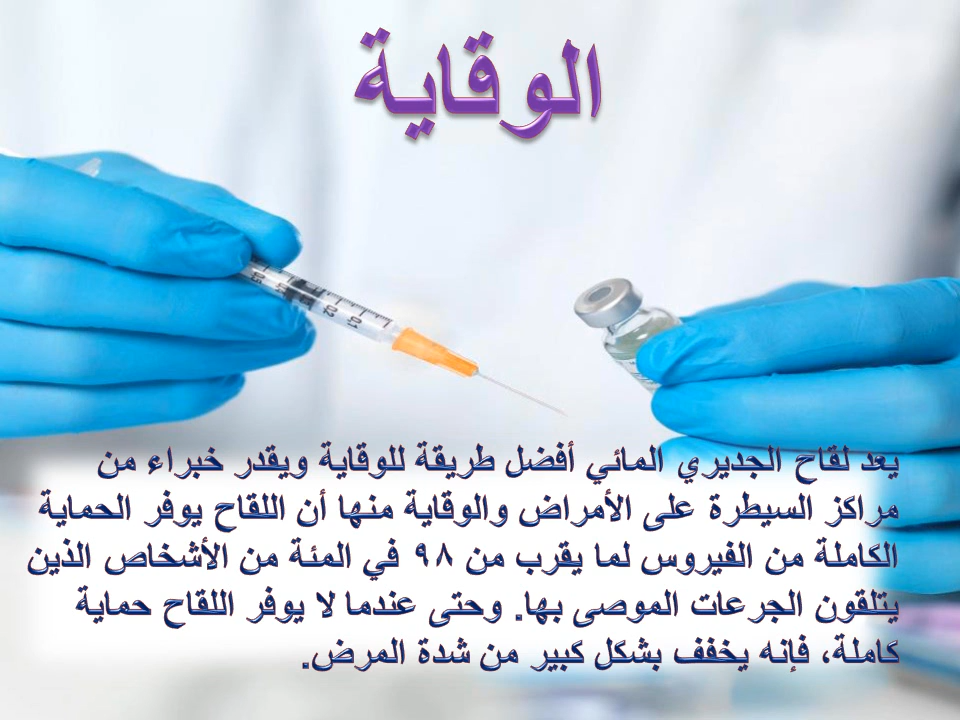 الوقاية
يعد لقاح الجديري المائي أفضل طريقة للوقاية ويقدر خبراء من
مراكز السيطرة على الأمراض والوقاية منها أن اللقاح يوفر الحماية
الكاملة من الفيروس لما يقرب من ٩٨ في المئة من الأشخاص الذين
يتلقون الجرعات الموصى بها. وحتى عندما لا يوفر اللقاح حماية
كاملة، فإنه يخفف بشكل كبير من شدة المرض.